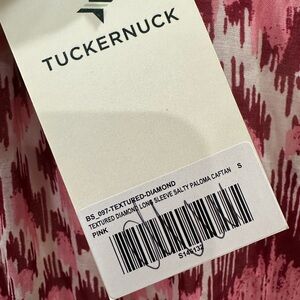 TUCKERNUCK
BS_097-TEXTURED-DIAMOND
TEXTURED DIAMOND LONG SLEEVE SALTY PALOMA CAFTAN S
PINK